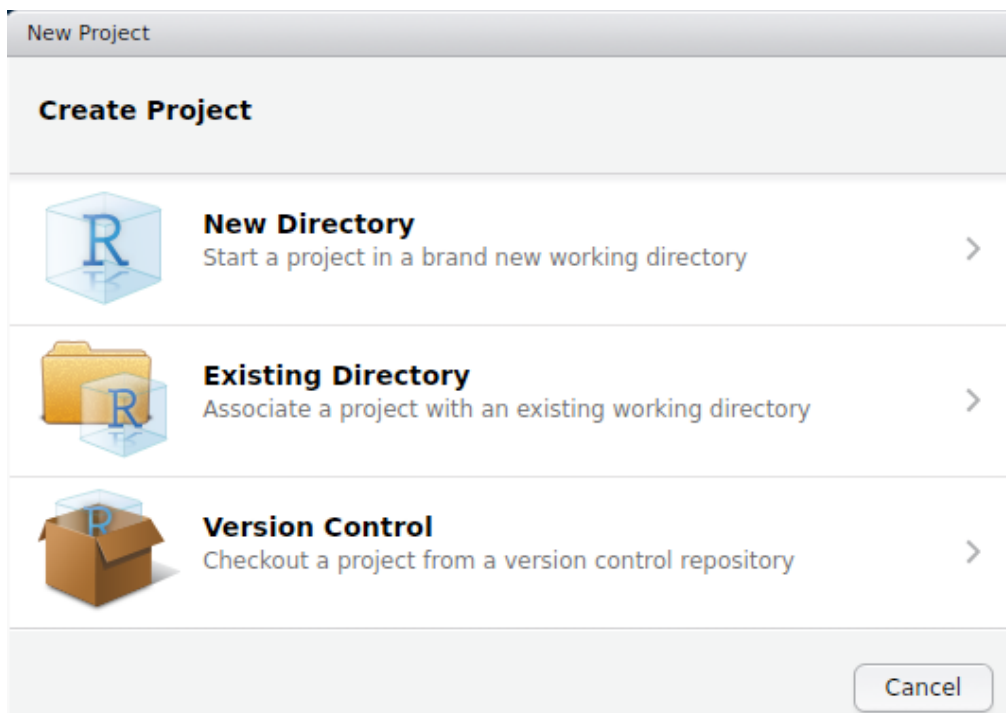 New Project
Create Project
R
New Directory
Start a project in a brand new working directory
R
Existing Directory
Associate a project with an existing working directory
R
Version Control
Checkout a project from a version control repository
Cancel